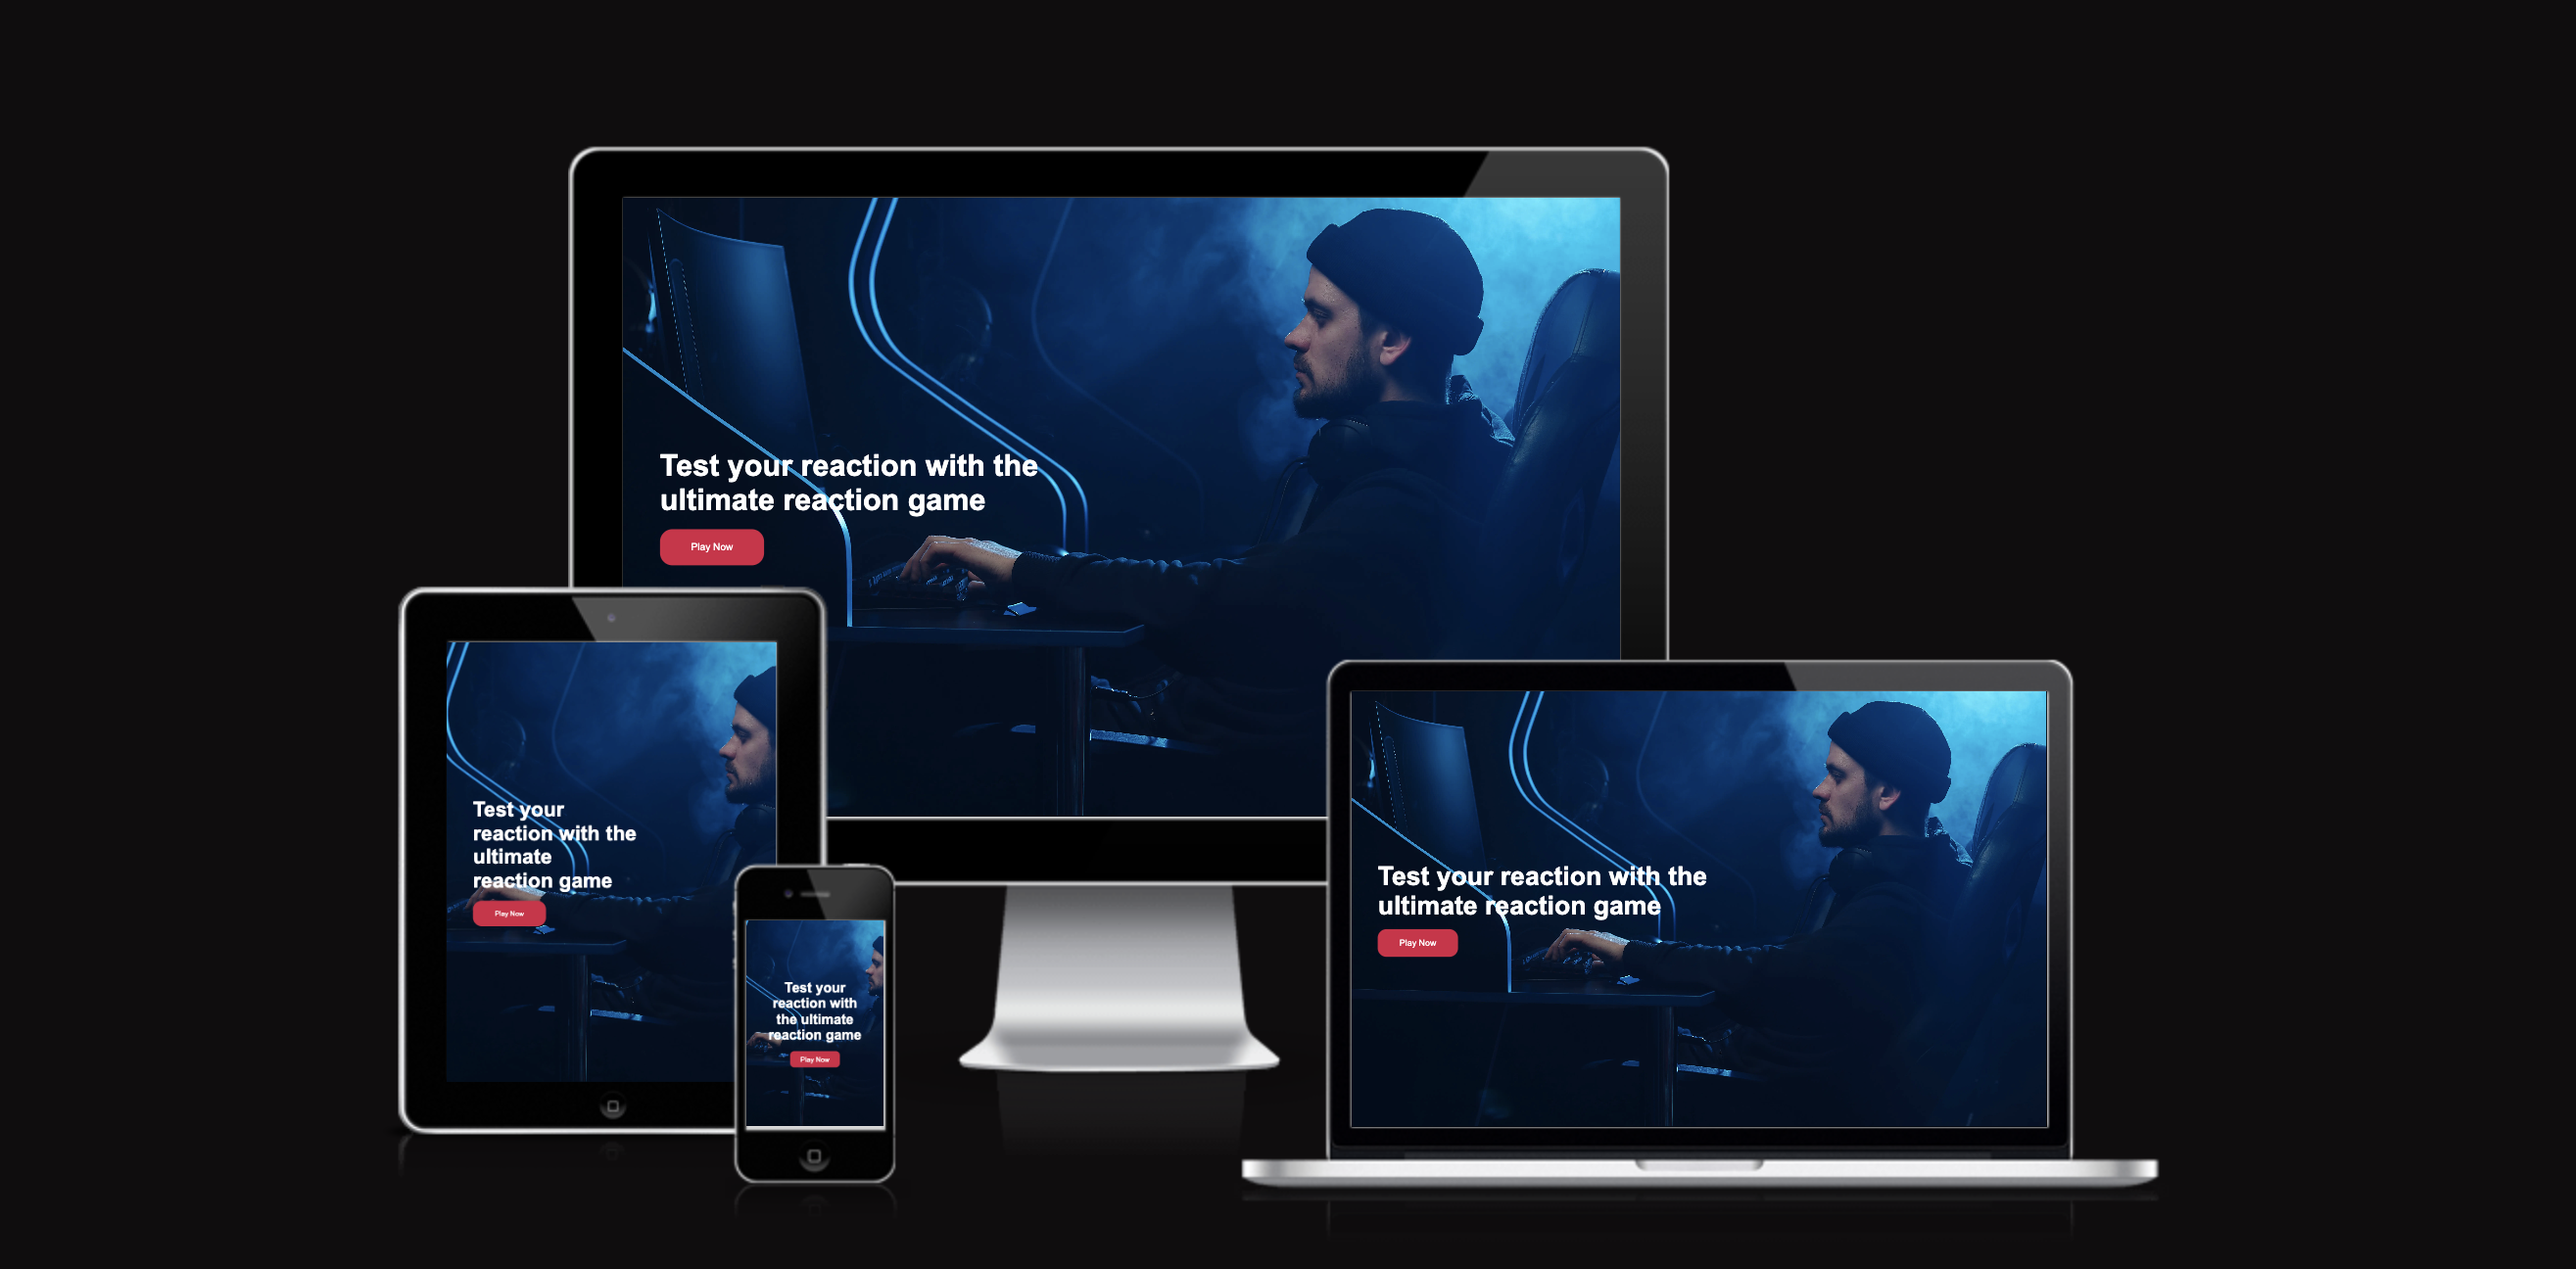 Test your reaction with the
ultimate reaction game
Play Now
Test your
reaction with the
ultimate
reaction game
Play Now
Test your
reaction with
the ultimate
reaction game
Play Now
Test your reaction with the
ultimate reaction game
Play Now